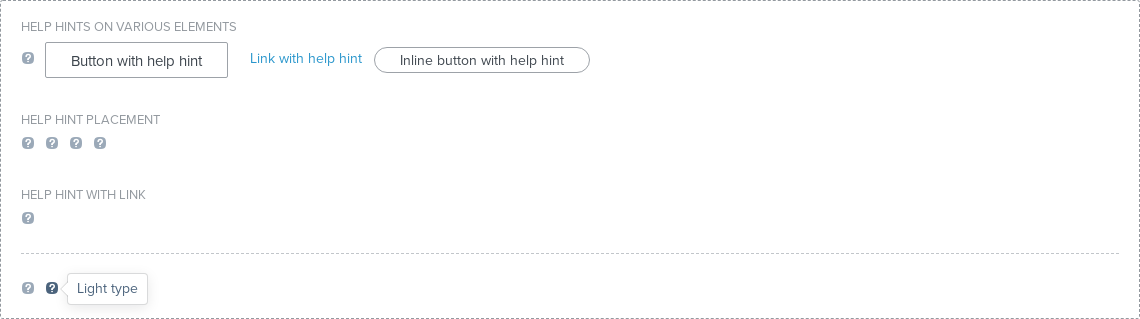 HELP HINTS ON VARIOUS ELEMENTS
? Button with help hint Link with help hint Inline button with help hint
HELP HINT PLACEMENT
? ? ? ?
HELP HINT WITH LINK
?
? ? Light type